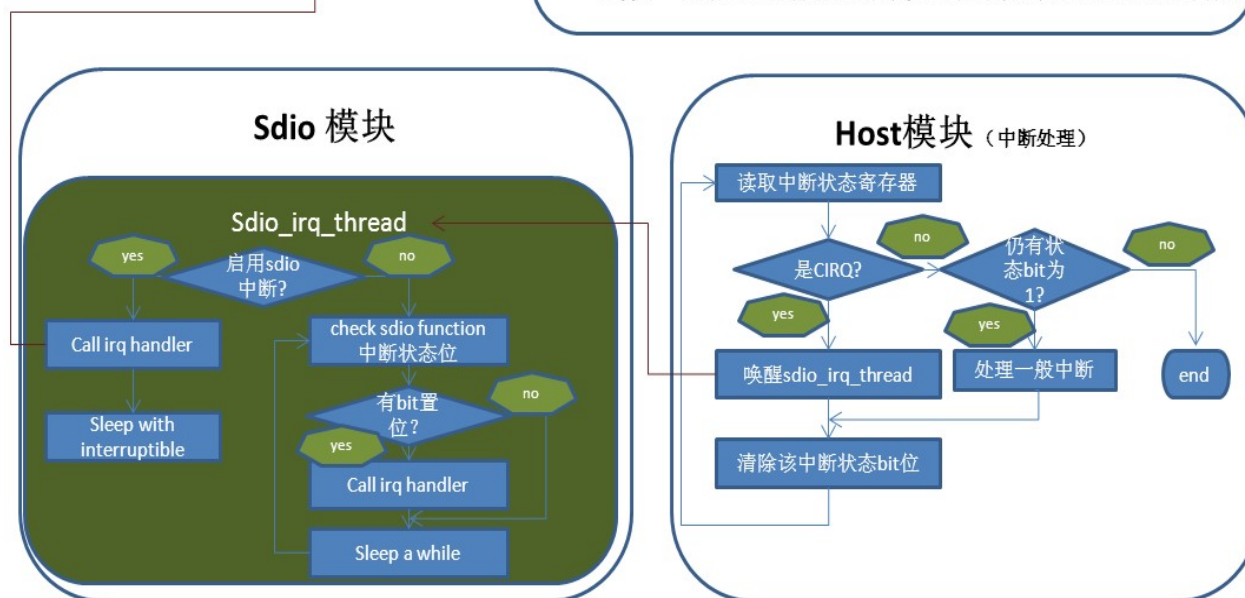 Sdio 模块
Sdio_irq_thread
yes
启用sdio
中断?
no
Call irq handler
Sleep with
interruptible
check sdio function
中断状态位
有bit置
位?
no
yes
Call irq handler
Sleep a while
Host模块 (中断处理)
读取中断状态寄存器
是CIRQ?
no
仍有状
态bit为
1?
no
yes
yes
唤醒sdio_irq_thread
处理一般中断
end
清除该中断状态bit位